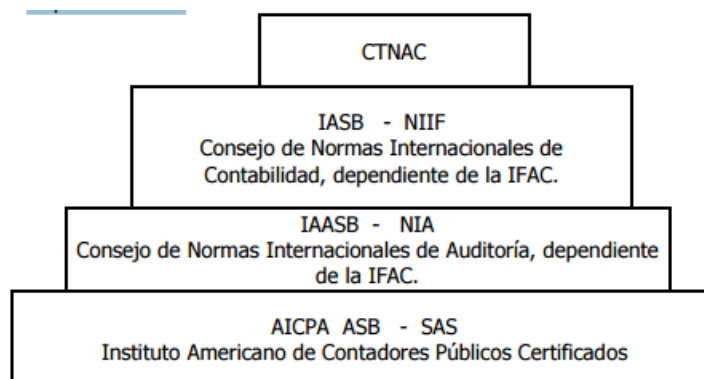 CTNAC
IASB - NIIF
Consejo de Normas Internacionales de
Contabilidad, dependiente de la IFAC.
IAASB - NIA
Consejo de Normas Internacionales de Auditoría, dependiente
de la IFAC.
AICPA ASB - SAS
Instituto Americano de Contadores Públicos Certificados